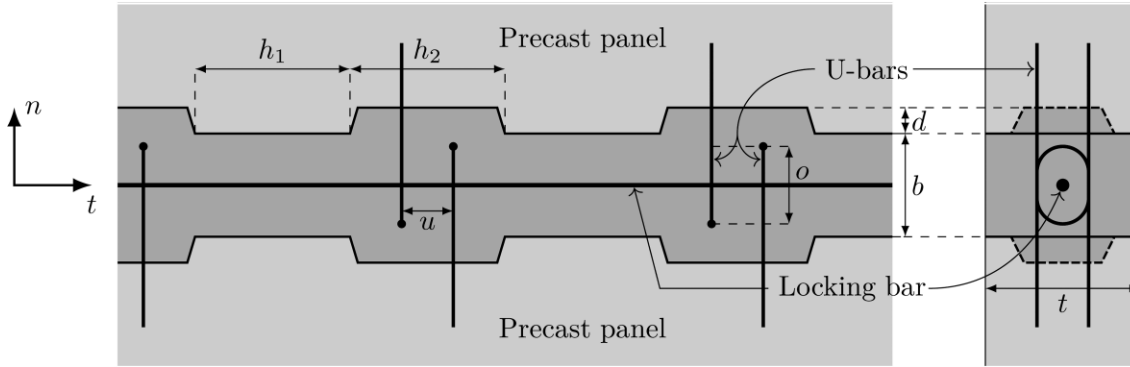 Precast panel
h₁
h₂
U-bars
n
d
o
b
t
u
Locking bar
t
Precast panel